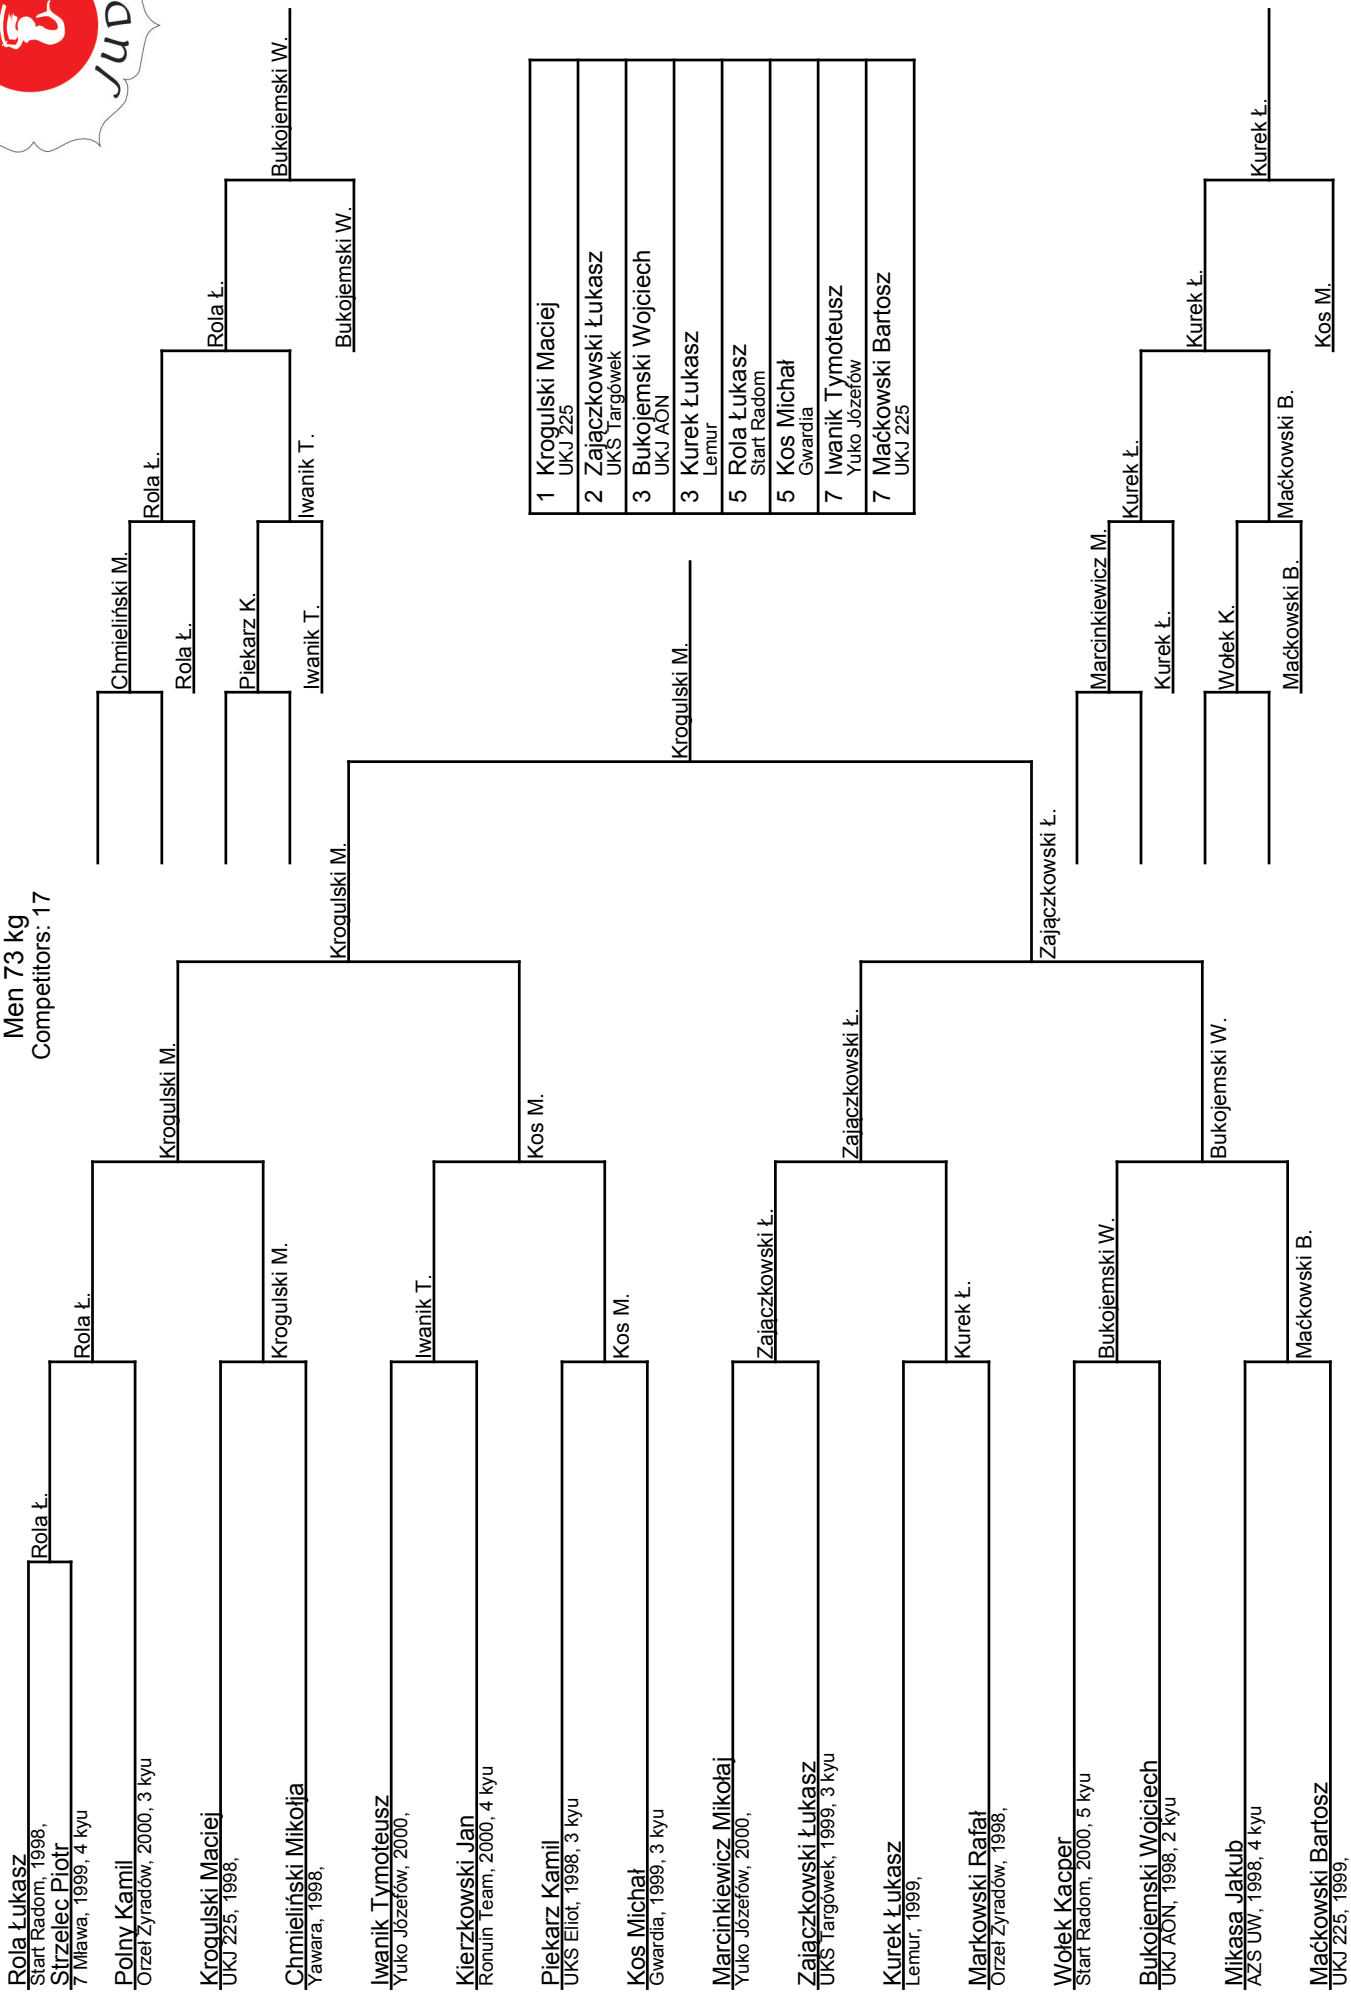 JUD
Men 73 kg
Competitors: 17
Rola Łukasz
Start Radom, 1998,
Strzelec Piotr
7 Mława, 1999, 4 kyu
Polny Kamil
Orzeł Żyradów, 2000, 3 kyu
Krogulski Maciej
UKJ 225, 1998,
Chmieliński Mikołja
Yawara, 1998,
Iwanik Tymoteusz
Yuko Józefów, 2000,
Kierzkowski Jan
Ronuin Team, 2000, 4 kyu
Piekarz Kamil
UKS Eliot, 1998, 3 kyu
Kos Michał
Gwardia, 1999, 3 kyu
Marcinkiewicz Mikołaj
Yuko Józefów, 2000,
Zajączkowski Łukasz
UKS Targówek, 1999, 3 kyu
Kurek Łukasz
Lemur, 1999,
Markowski Rafał
Orzeł Żyradów, 1998,
Wołek Kacper
Start Radom, 2000, 5 kyu
Bukojemski Wojciech
UKJ AON, 1998, 2 kyu
Mikasa Jakub
AZS UW, 1998, 4 kyu
Maćkowski Bartosz
UKJ 225, 1999,
Rola Ł.
Rola Ł.
Krogulski M.
Iwanik T.
Kos M.
Zajączkowski Ł.
Kurek Ł.
Bukojemski W.
Maćkowski B.
Krogulski M.
Kos M.
Zajączkowski Ł.
Bukojemski W.
Krogulski M.
Zajączkowski Ł.
Krogulski M.
Chmieliński M.
Rola Ł.
Piekarz K.
Iwanik T.
Rola Ł.
Iwanik T.
Rola Ł.
Bukojemski W.
Bukojemski W.
1 Krogulski Maciej
UKJ 225
2 Zajączkowski Łukasz
UKS Targówek
3 Bukojemski Wojciech
UKJ AON
3 Kurek Łukasz
Lemur
5 Rola Łukasz
Start Radom
5 Kos Michał
Gwardia
7 Iwanik Tymoteusz
Yuko Józefów
7 Maćkowski Bartosz
UKJ 225
Marcinkiewicz M.
Kurek Ł.
Wołek K.
Maćkowski B.
Kurek Ł.
Maćkowski B.
Kurek Ł.
Kos M.
Kurek Ł.